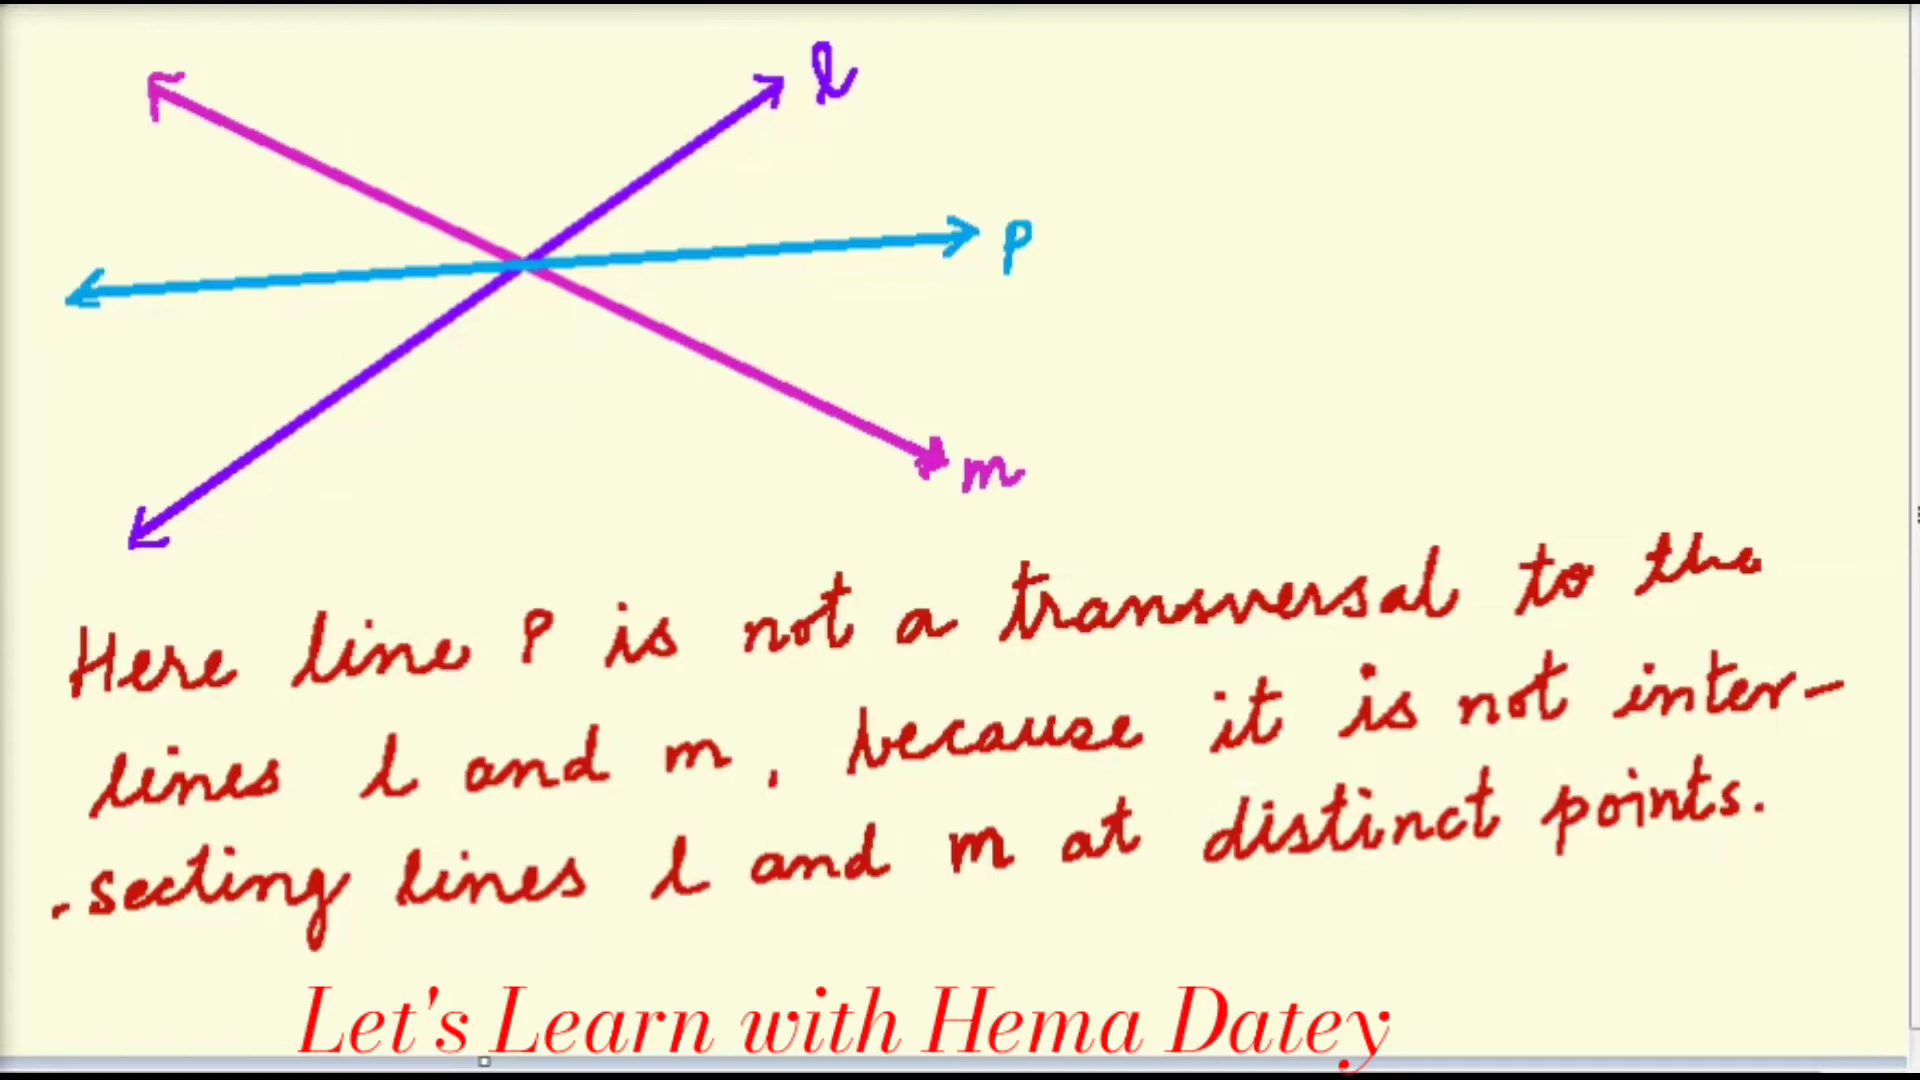 l
p
m
Here line P is not a transversal to the
lines l and m, because it is not inter-
-secting lines l and m at distinct points.
Let's Learn with Hema Datey